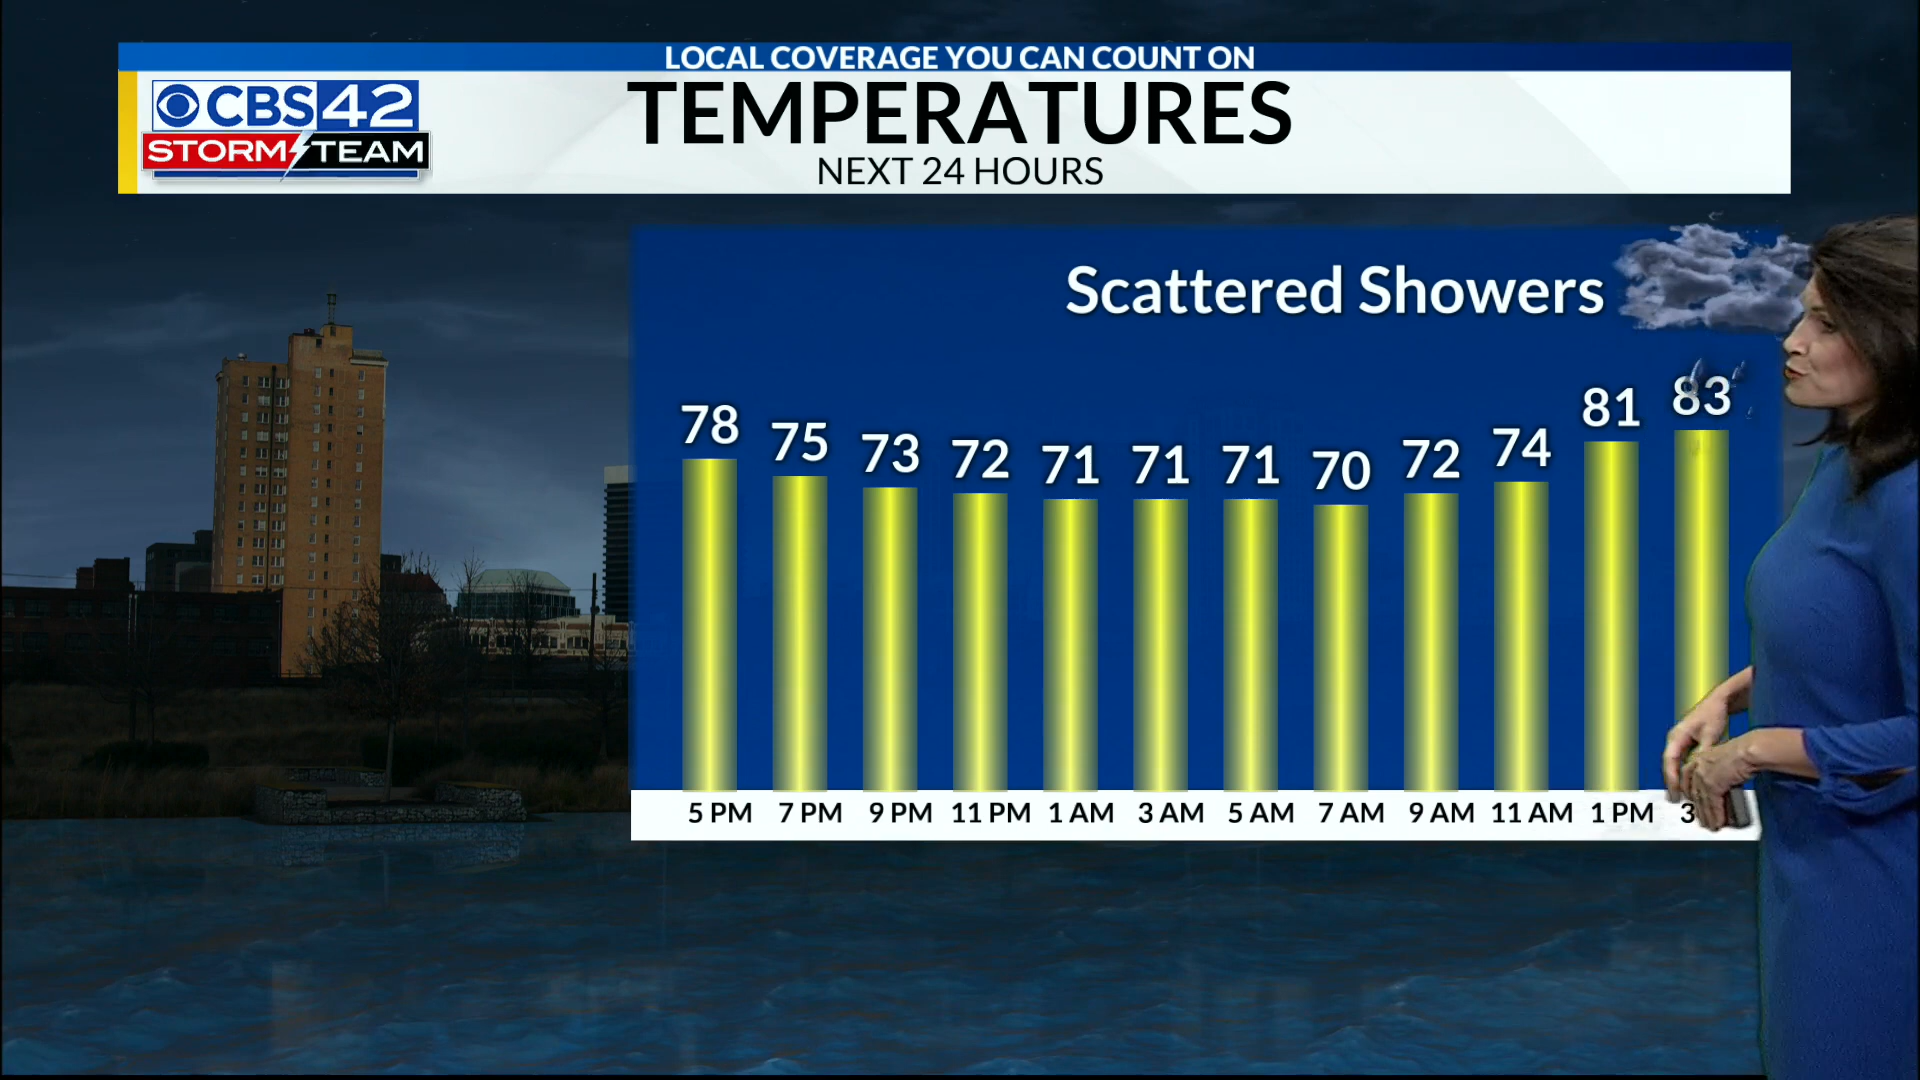 LOCAL COVERAGE YOU CAN COUNT ON
CBS 42
STORM TEAM
TEMPERATURES
NEXT 24 HOURS
Scattered Showers
78 75 73 72 71 71 71 70 72 74 81 83
5 PM 7 PM 9 PM 11 PM 1 AM 3 AM 5 AM 7 AM 9 AM 11 AM 1 PM 3